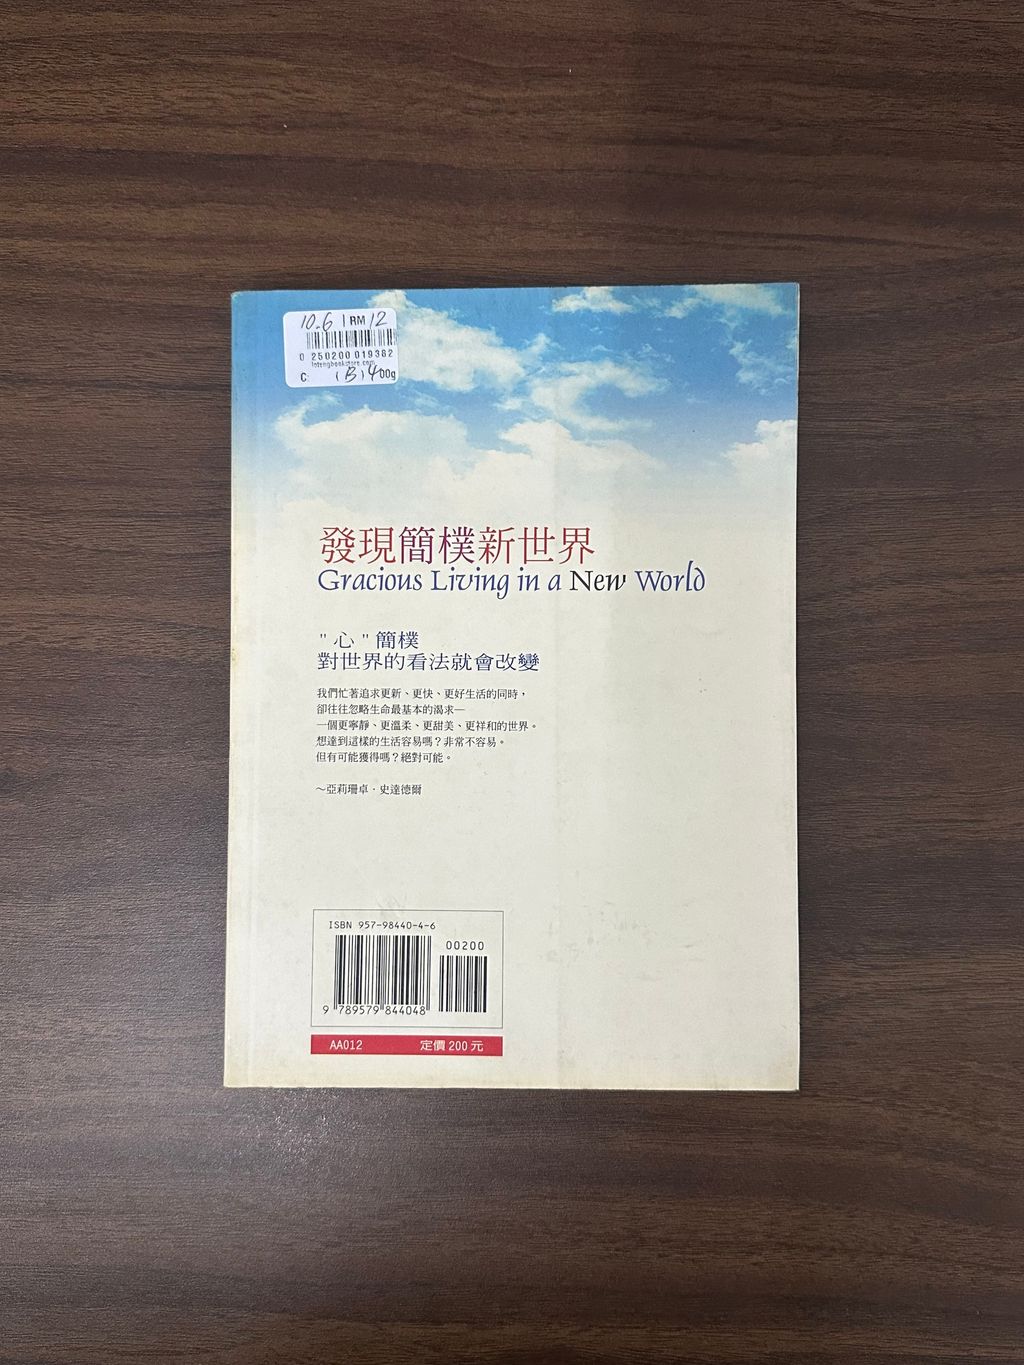 10.6 | RM 12
0 250200 019382
lotengbookstore.com
C: (B) 400g
發現簡樸新世界
Gracious Living in a New World
"心"簡樸
對世界的看法就會改變
我們忙著追求更新、更快、更好生活的同時，
卻往往忽略生命最基本的渴求—
一個更寧靜、更溫柔、更甜美、更祥和的世界。
想達到這樣的生活容易嗎？非常不容易。
但有可能獲得嗎？絕對可能。
～亞莉珊卓‧史達德爾
ISBN 957-98440-4-6
00200
9 789579 844048
AA012 定價200元